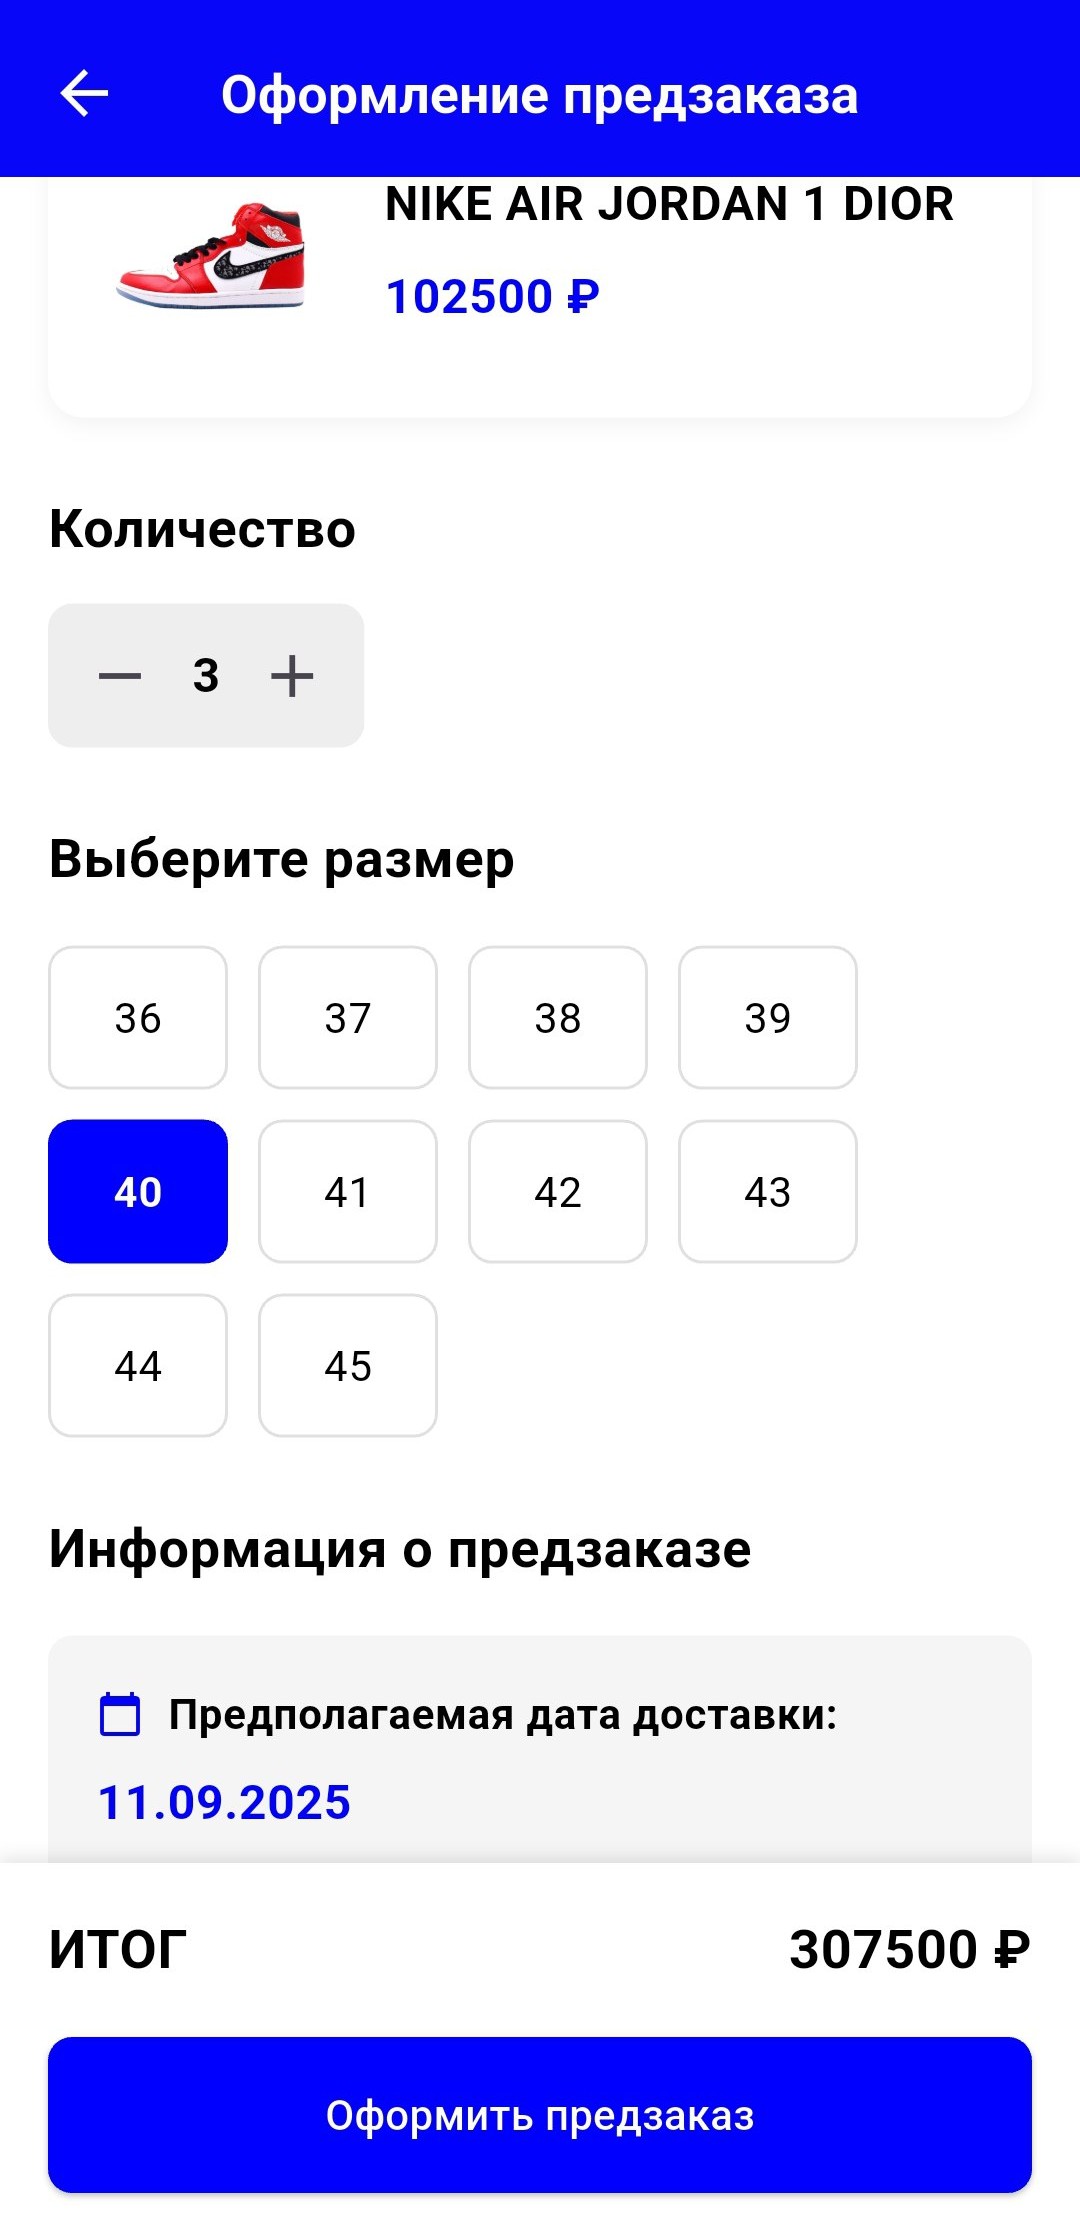 Оформление предзаказа
NIKE AIR JORDAN 1 DIOR
102500 ₽
Количество
3
Выберите размер
36 37 38 39
40 41 42 43
44 45
Информация о предзаказе
Предполагаемая дата доставки:
11.09.2025
ИТОГ 307500 ₽
Оформить предзаказ